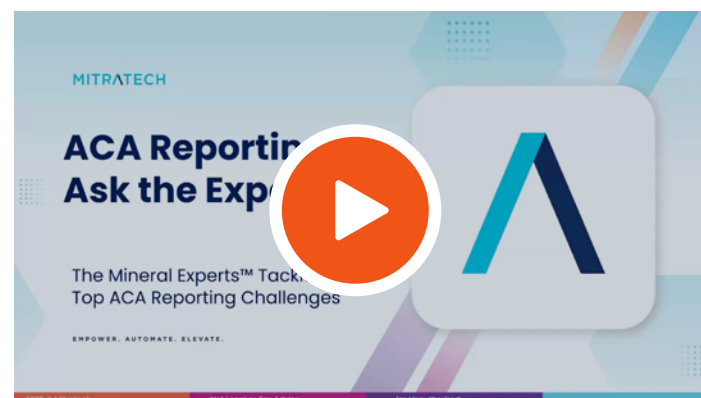 MITRATECH
ACA Reportin
Ask the Exp
The Mineral Experts™ Tack
Top ACA Reporting Challenges
EMPOWER. AUTOMATE. ELEVATE.